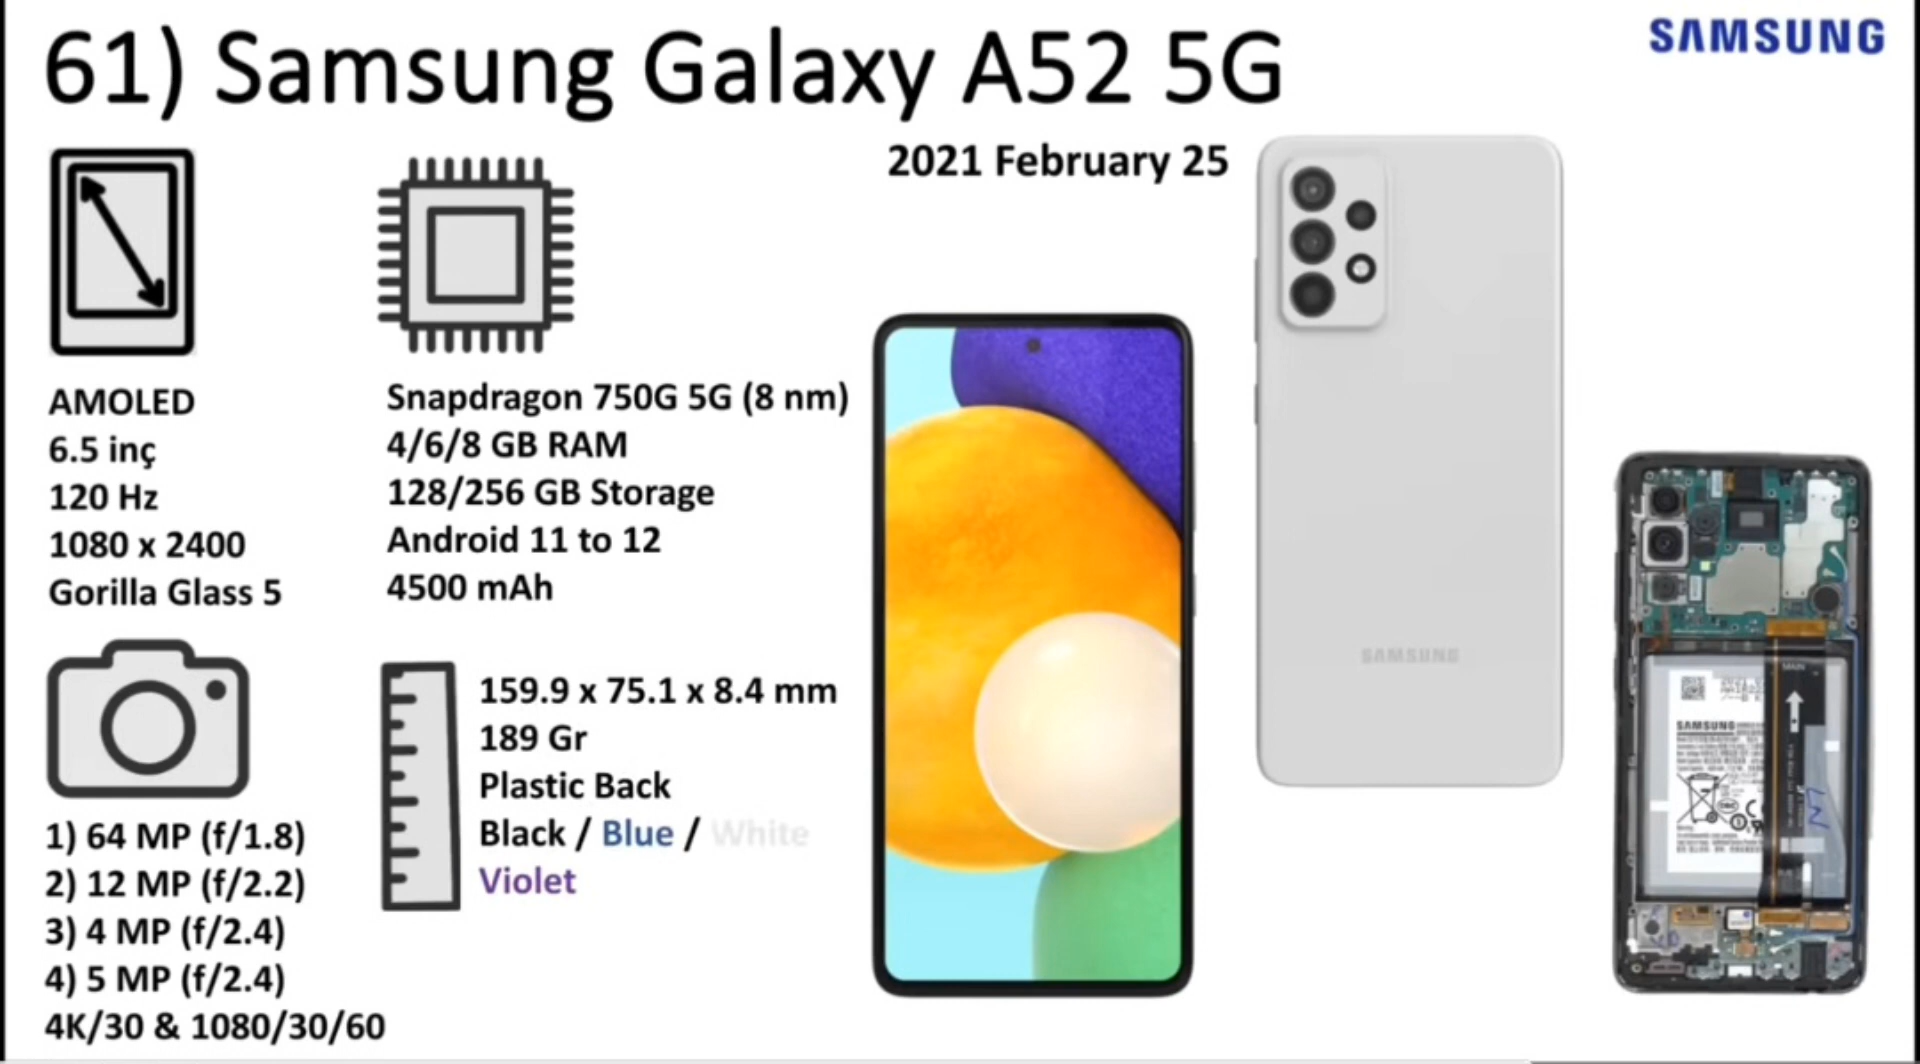 61) Samsung Galaxy A52 5G
SAMSUNG
2021 February 25
AMOLED
6.5 inç
120 Hz
1080 x 2400
Gorilla Glass 5
Snapdragon 750G 5G (8 nm)
4/6/8 GB RAM
128/256 GB Storage
Android 11 to 12
4500 mAh
1) 64 MP (f/1.8)
2) 12 MP (f/2.2)
3) 4 MP (f/2.4)
4) 5 MP (f/2.4)
4K/30 & 1080/30/60
159.9 x 75.1 x 8.4 mm
189 Gr
Plastic Back
Black / Blue / White
Violet
SAMSUNG
MAIN
SAMSUNG